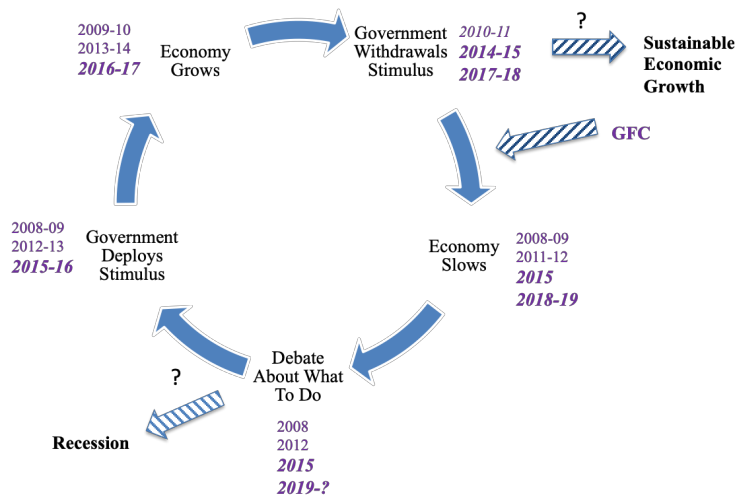 2009-10
2013-14
2016-17
Economy
Grows
Government
Withdrawals
Stimulus
2010-11
2014-15
2017-18
?
Sustainable
Economic
Growth
GFC
Economy
Slows
2008-09
2011-12
2015
2018-19
Debate
About What
To Do
2008
2012
2015
2019-?
?
Recession
2008-09
2012-13
2015-16
Government
Deploys
Stimulus